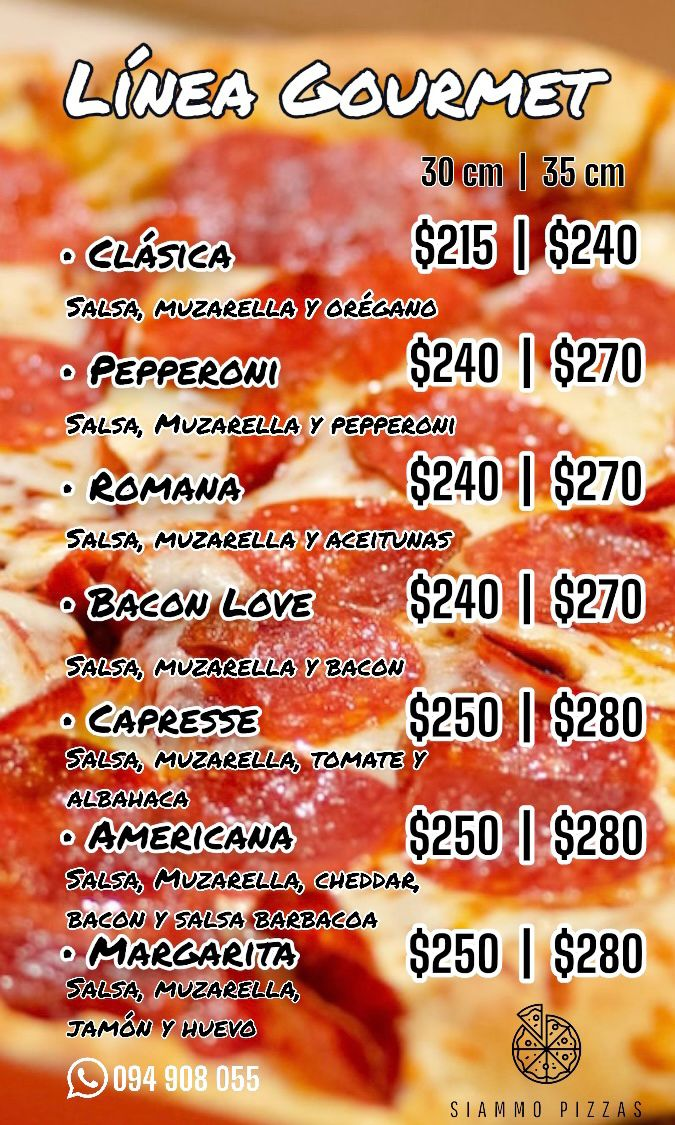 Línea Gourmet
30 cm | 35 cm
• Clásica $215 | $240
Salsa, muzarella y orégano
• Pepperoni $240 | $270
Salsa, Muzarella y pepperoni
• Romana $240 | $270
Salsa, muzarella y aceitunas
• Bacon Love $240 | $270
Salsa, muzarella y bacon
• Capresse $250 | $280
Salsa, muzarella, tomate y
albahaca
• Americana $250 | $280
Salsa, Muzarella, cheddar,
bacon y salsa barbacoa
• Margarita $250 | $280
Salsa, muzarella,
jamón y huevo
094 908 055
SIAMMO PIZZAS